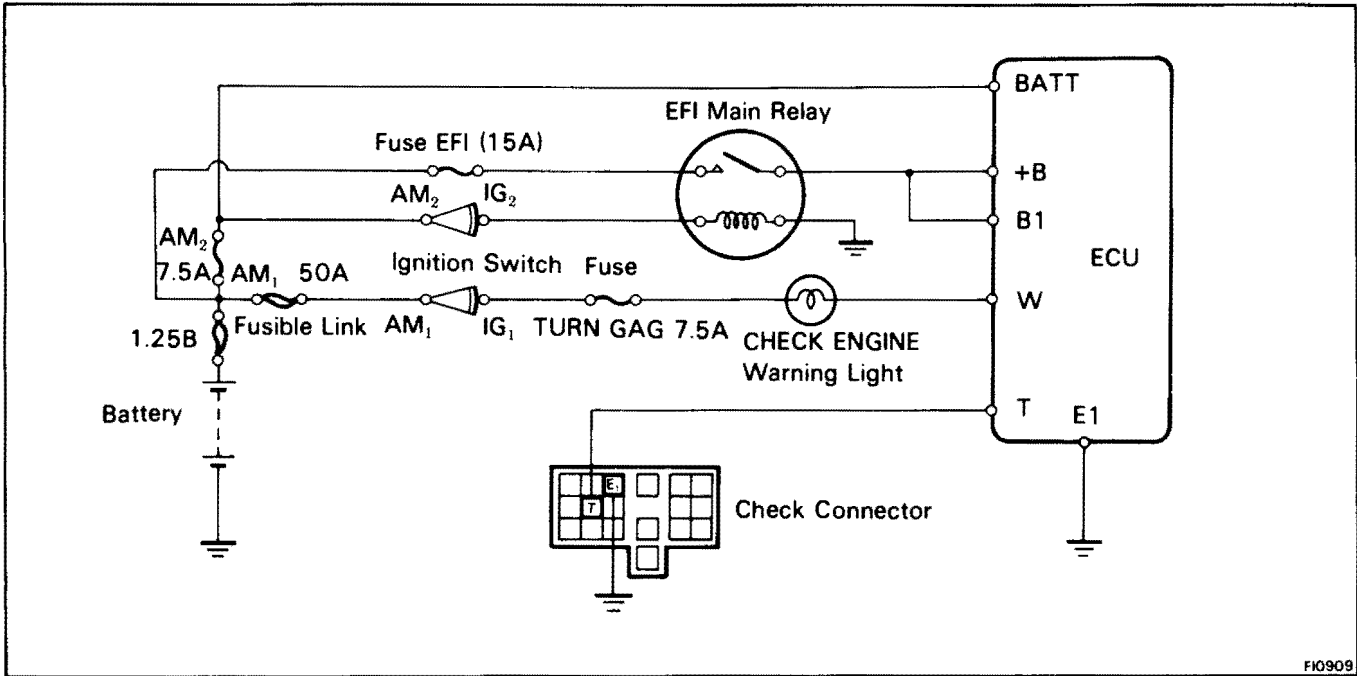 BATT
EFI Main Relay
Fuse EFI (15A)
+B
AM₂ IG₂
B1
AM₂
7.5A
ECU
AM₁ 50A
Ignition Switch Fuse
W
1.25B
Fusible Link
AM₁ IG₁
TURN GAG 7.5A
CHECK ENGINE
Warning Light
Battery
T
E1
E₁
T
Check Connector
FI0909